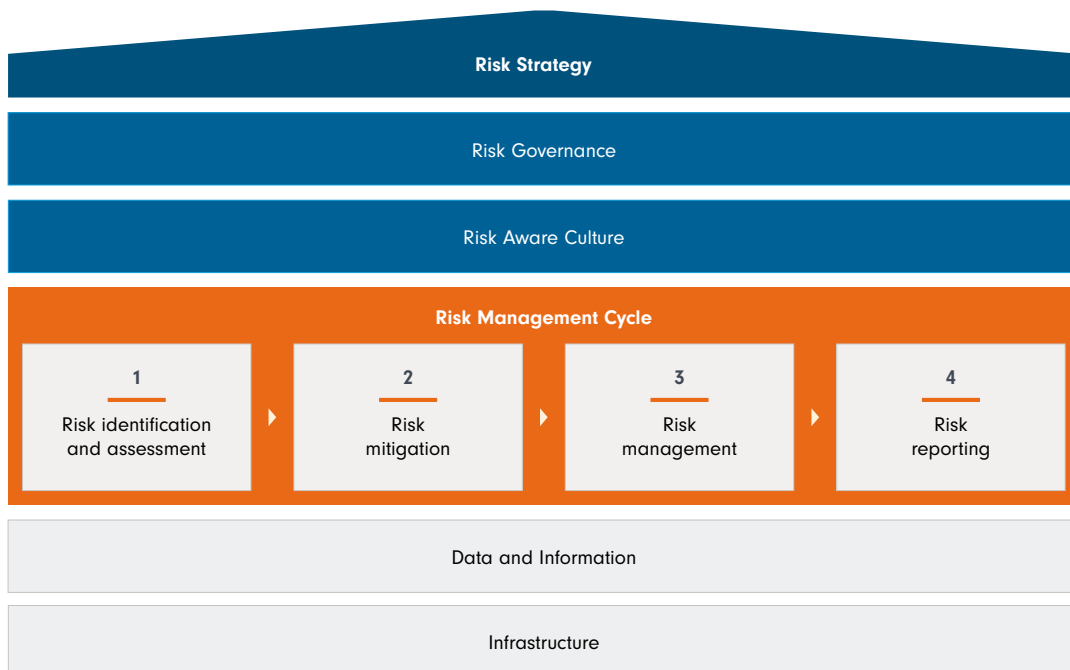 Risk Strategy
Risk Governance
Risk Aware Culture
Risk Management Cycle
1
Risk identification
and assessment
2
Risk
mitigation
3
Risk
management
4
Risk
reporting
Data and Information
Infrastructure